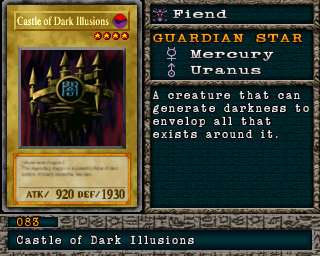 Castle of Dark Illusions
ATK/ 920 DEF/1930
Fiend
GUARDIAN STAR
Mercury
Uranus
A creature that can
generate darkness to
envelop all that
exists around it.
083
Castle of Dark Illusions